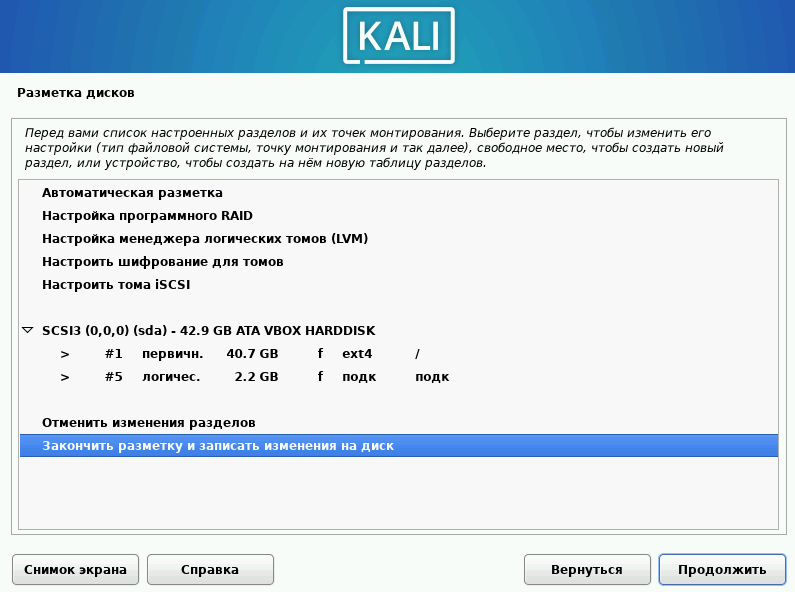 KALI
Разметка дисков
Перед вами список настроенных разделов и их точек монтирования. Выберите раздел, чтобы изменить его
настройки (тип файловой системы, точку монтирования и так далее), свободное место, чтобы создать новый
раздел, или устройство, чтобы создать на нём новую таблицу разделов.
Автоматическая разметка
Настройка программного RAID
Настройка менеджера логических томов (LVM)
Настроить шифрование для томов
Настроить тома iSCSI
SCSI3 (0,0,0) (sda) - 42.9 GB ATA VBOX HARDDISK
> #1 первичн. 40.7 GB f ext4 /
> #5 логичес. 2.2 GB f подк подк
Отменить изменения разделов
Закончить разметку и записать изменения на диск
Снимок экрана Справка Вернуться Продолжить